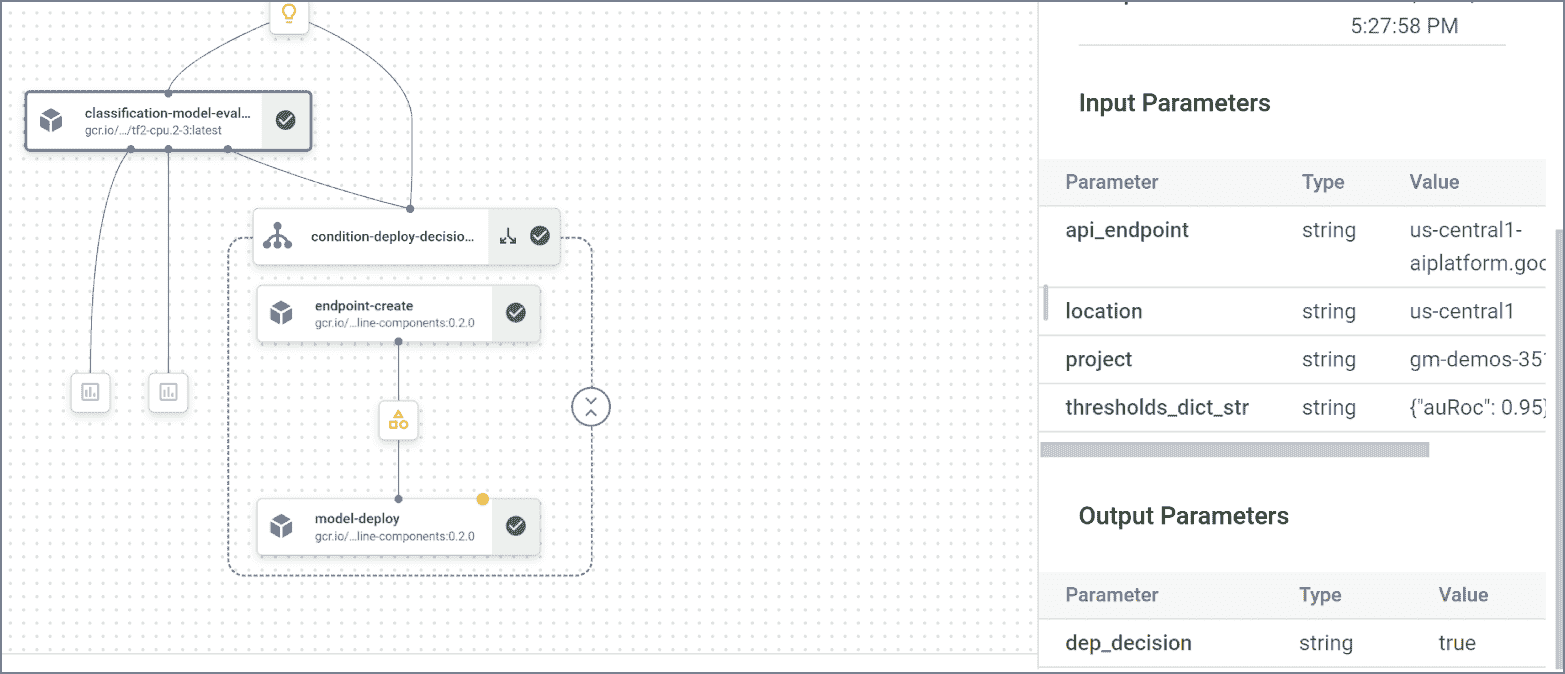 classification-model-eval...
gcr.io/.../tf2-cpu.2-3:latest
condition-deploy-decisio...
endpoint-create
gcr.io/...line-components:0.2.0
model-deploy
gcr.io/...line-components:0.2.0
5:27:58 PM
Input Parameters
Parameter Type Value
api_endpoint string us-central1-
aiplatform.goo
location string us-central1
project string gm-demos-35
thresholds_dict_str string {"auRoc": 0.95}
Output Parameters
Parameter Type Value
dep_decision string true